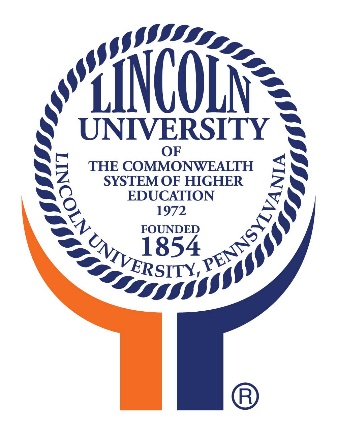 LINCOLN
UNIVERSITY
OF
THE COMMONWEALTH
SYSTEM OF HIGHER
EDUCATION
1972
FOUNDED
1854
LINCOLN UNIVERSITY, PENNSYLVANIA
®